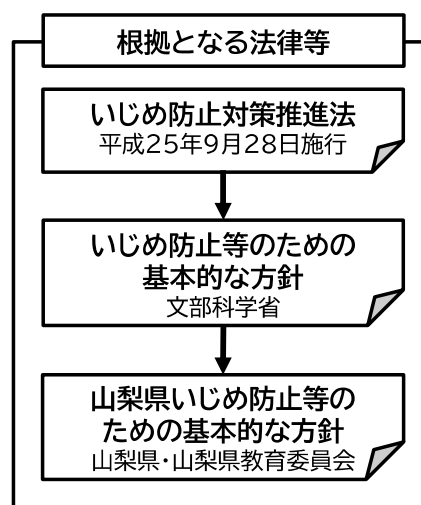 根拠となる法律等
いじめ防止対策推進法
平成25年9月28日施行
いじめ防止等のための
基本的な方針
文部科学省
山梨県いじめ防止等の
ための基本的な方針
山梨県・山梨県教育委員会